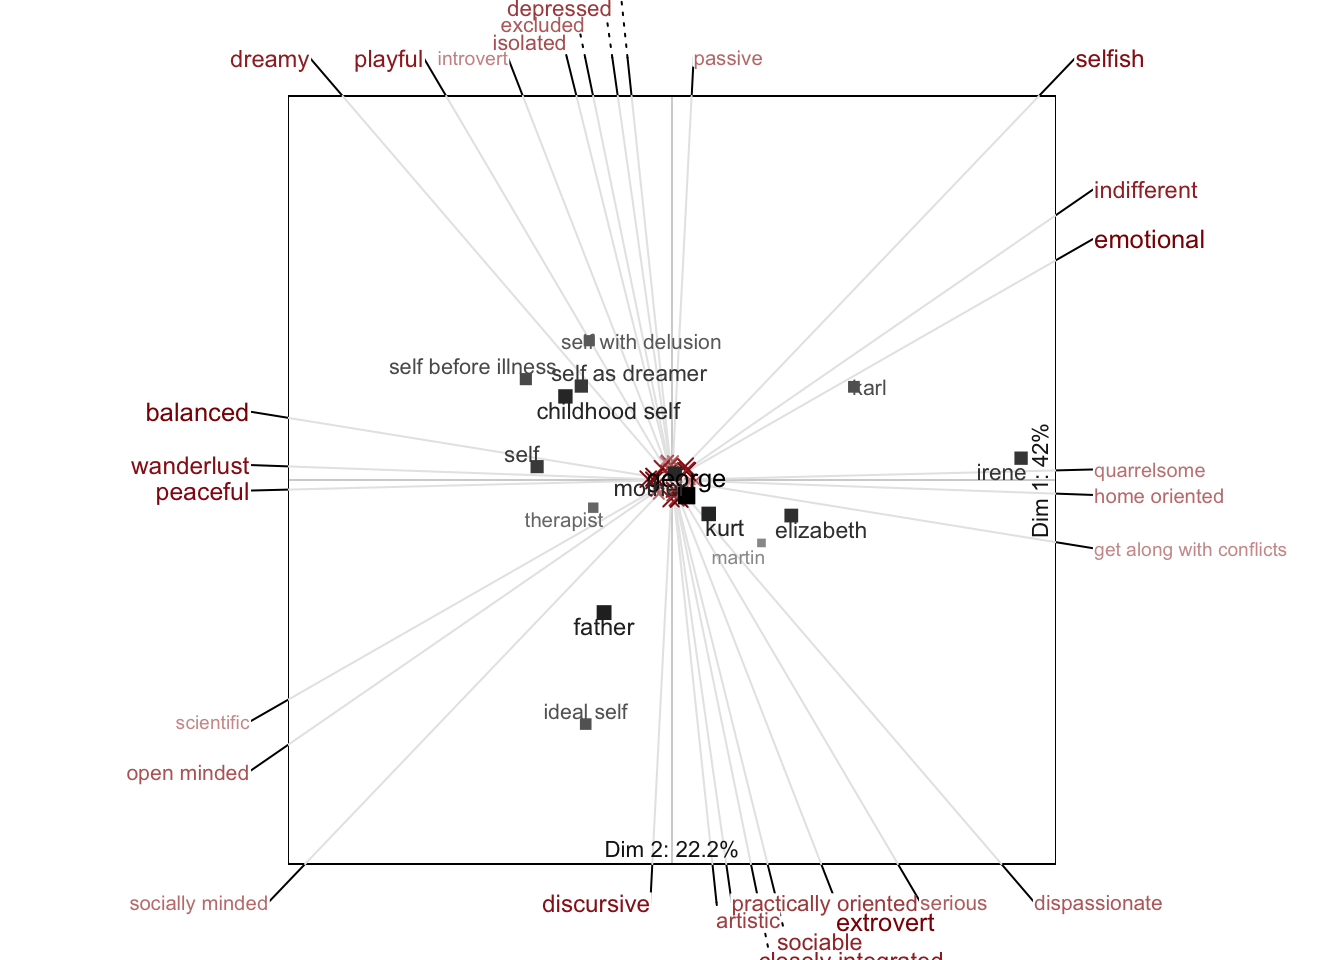 depressed
excluded
isolated
dreamy
playful
introvert
passive
selfish
indifferent
emotional
self with delusion
self before illness
self as dreamer
karl
childhood self
balanced
self
wanderlust
peaceful
george
mother
irene
Dim 1: 42%
quarrelsome
home oriented
therapist
kurt
elizabeth
martin
get along with conflicts
father
scientific
ideal self
open minded
Dim 2: 22.2%
socially minded
discursive
practically oriented
serious
dispassionate
artistic
extrovert
sociable
closely integrated